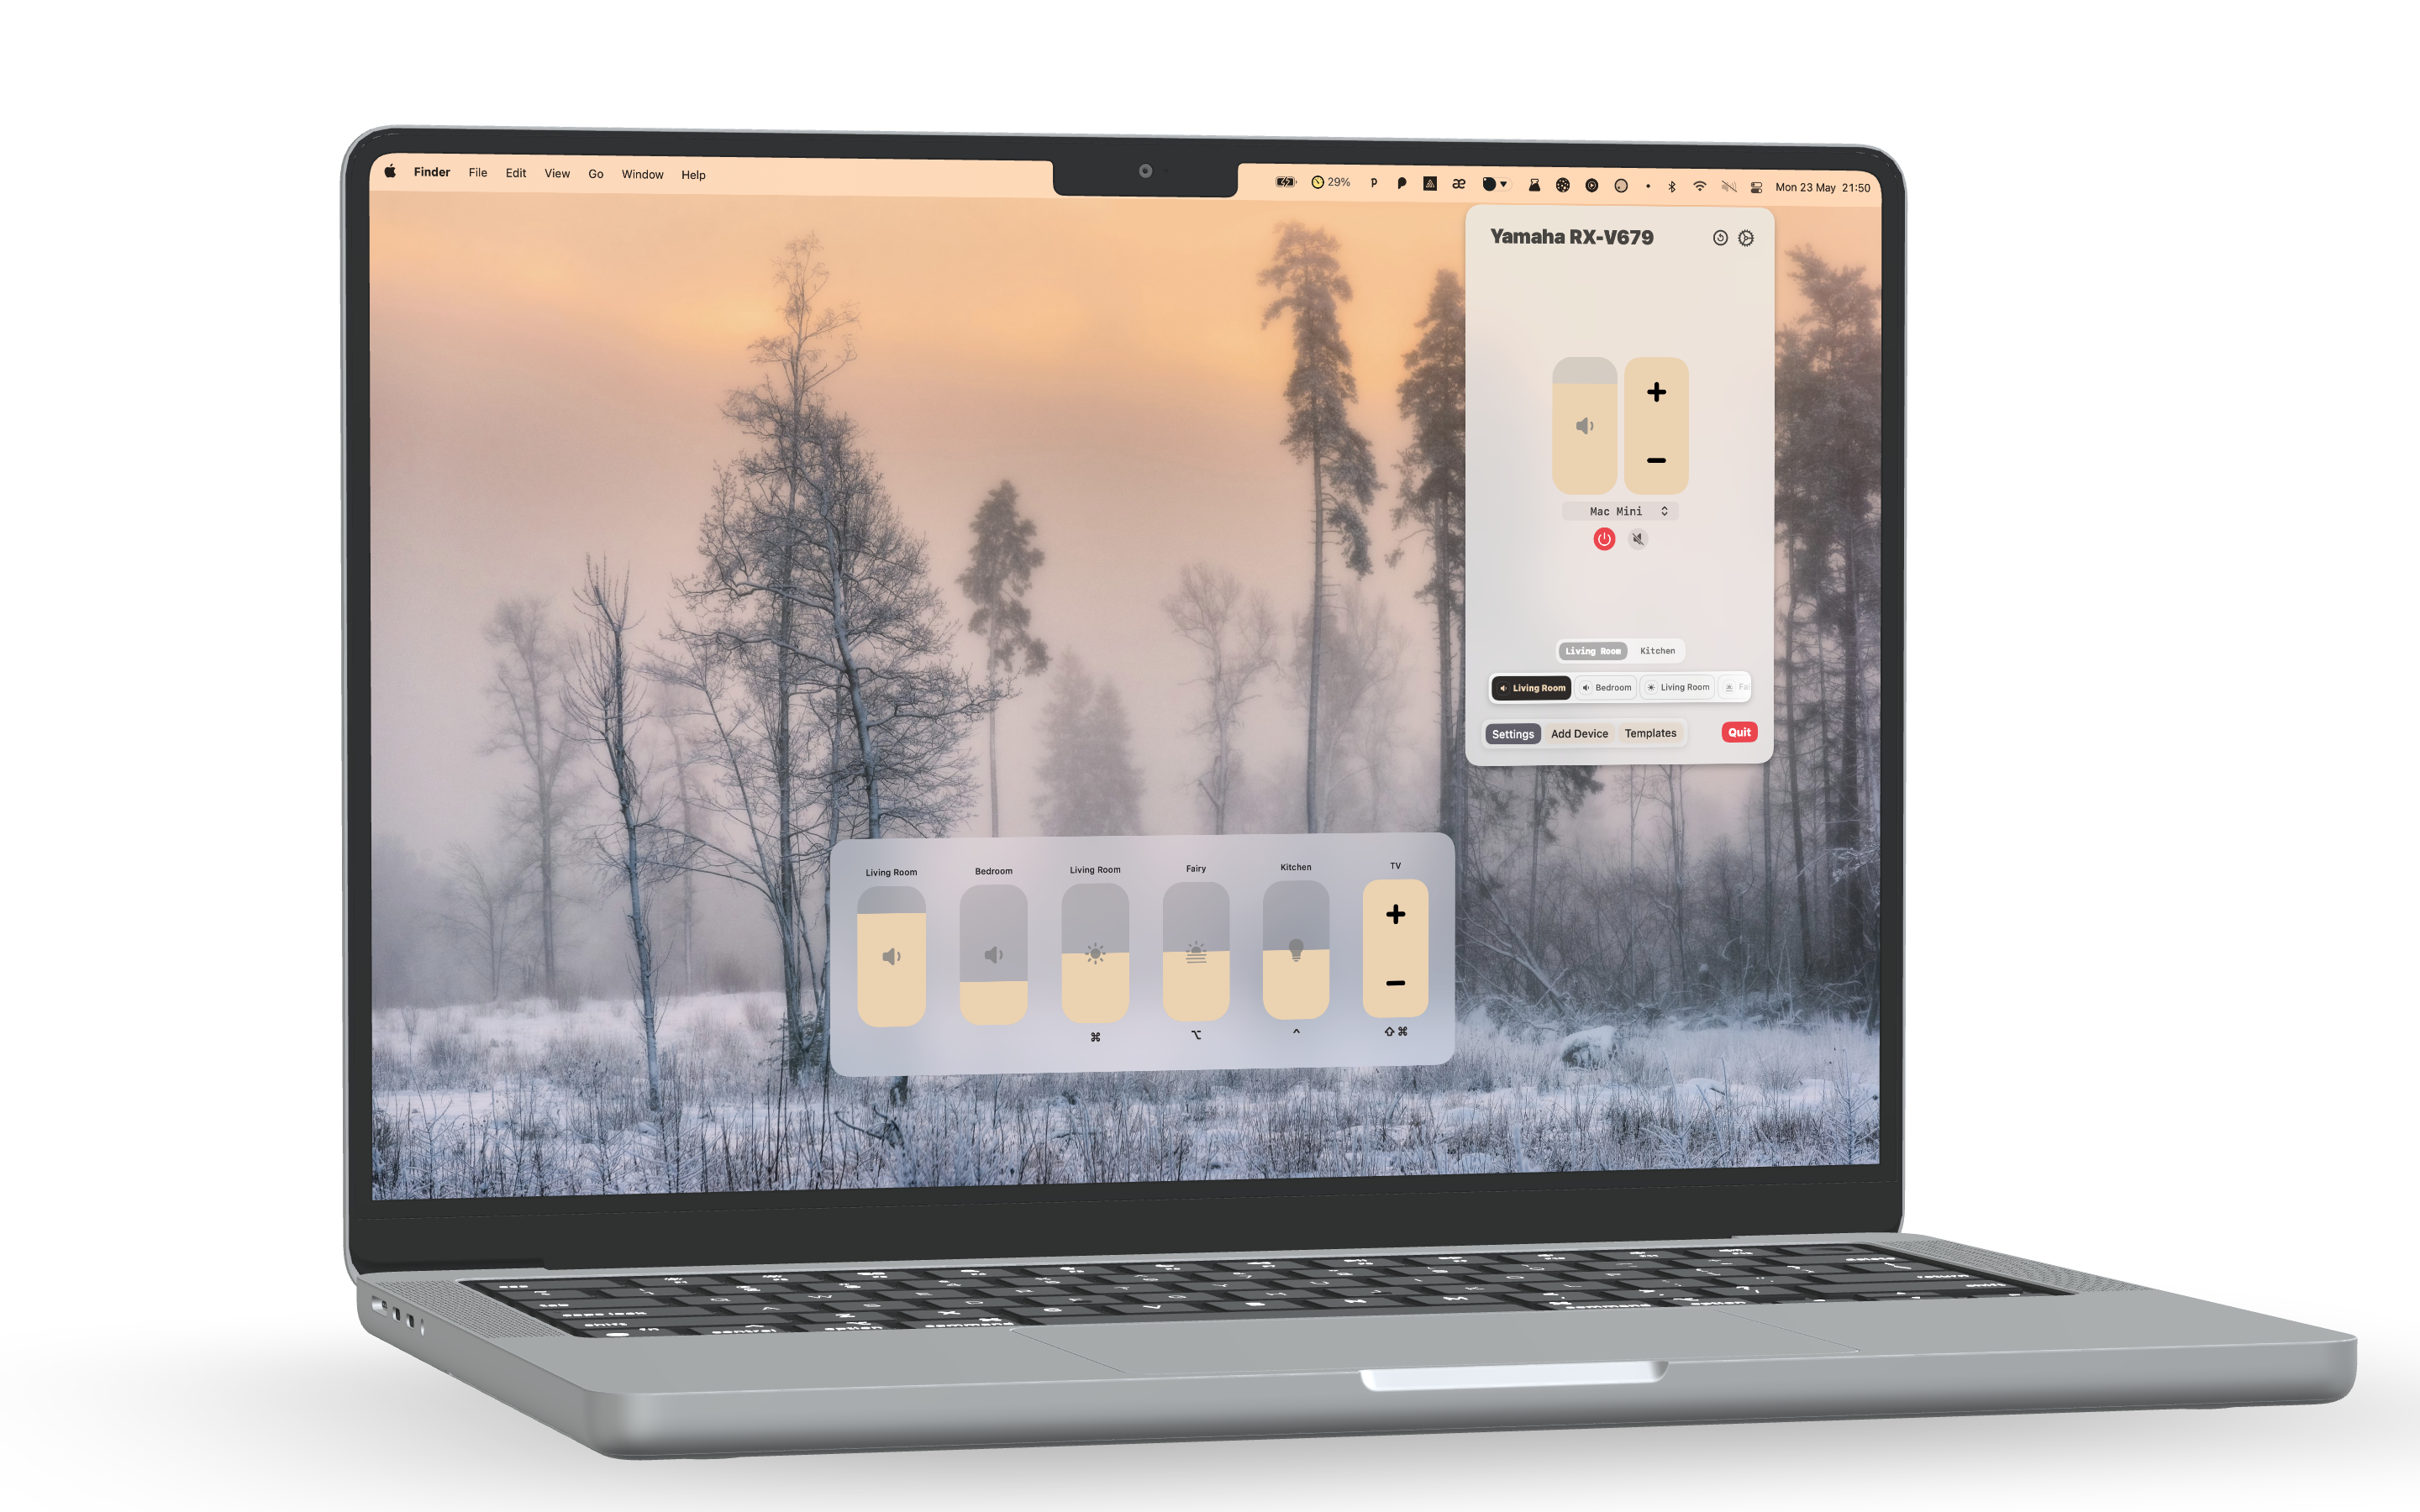 Finder File Edit View Go Window Help
29% p æ Mon 23 May 21:50
Yamaha RX-V679
+
−
Mac Mini
Living Room Kitchen
Living Room Bedroom Living Room Fai
Settings Add Device Templates Quit
Living Room Bedroom Living Room Fairy Kitchen TV
+
−
⌘ ⌥ ^ ⇧⌘